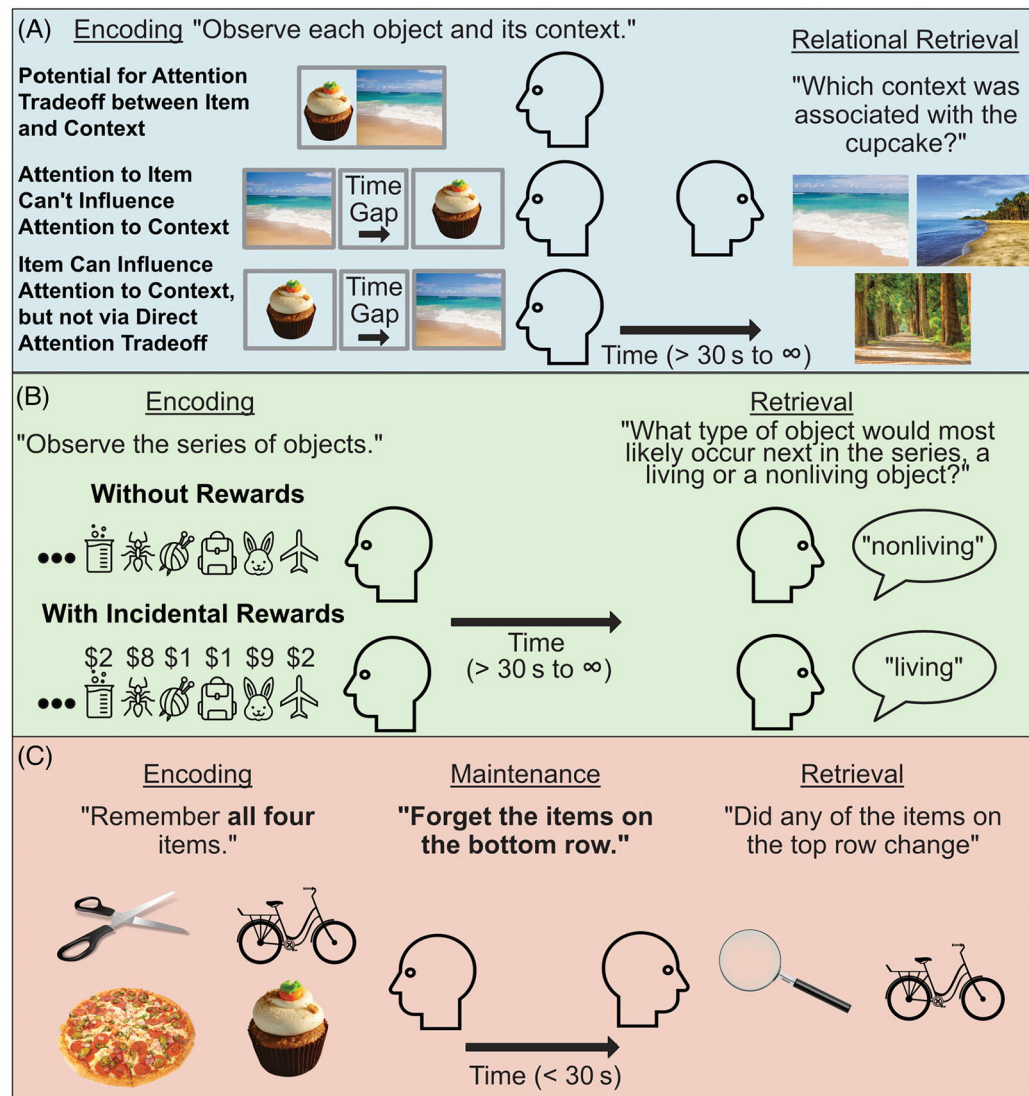 (A) Encoding "Observe each object and its context."
Potential for Attention
Tradeoff between Item
and Context
Attention to Item
Can't Influence
Attention to Context
Time
Gap
Item Can Influence
Attention to Context,
but not via Direct
Attention Tradeoff
Time
Gap
Time (> 30 s to ∞)
Relational Retrieval
"Which context was
associated with the
cupcake?"
(B)
Encoding
"Observe the series of objects."
Without Rewards
•••
With Incidental Rewards
$2 $8 $1 $1 $9 $2
•••
Time
(> 30 s to ∞)
Retrieval
"What type of object would most
likely occur next in the series, a
living or a nonliving object?"
"nonliving"
"living"
(C)
Encoding
"Remember all four
items."
Maintenance
"Forget the items on
the bottom row."
Time (< 30 s)
Retrieval
"Did any of the items on
the top row change"